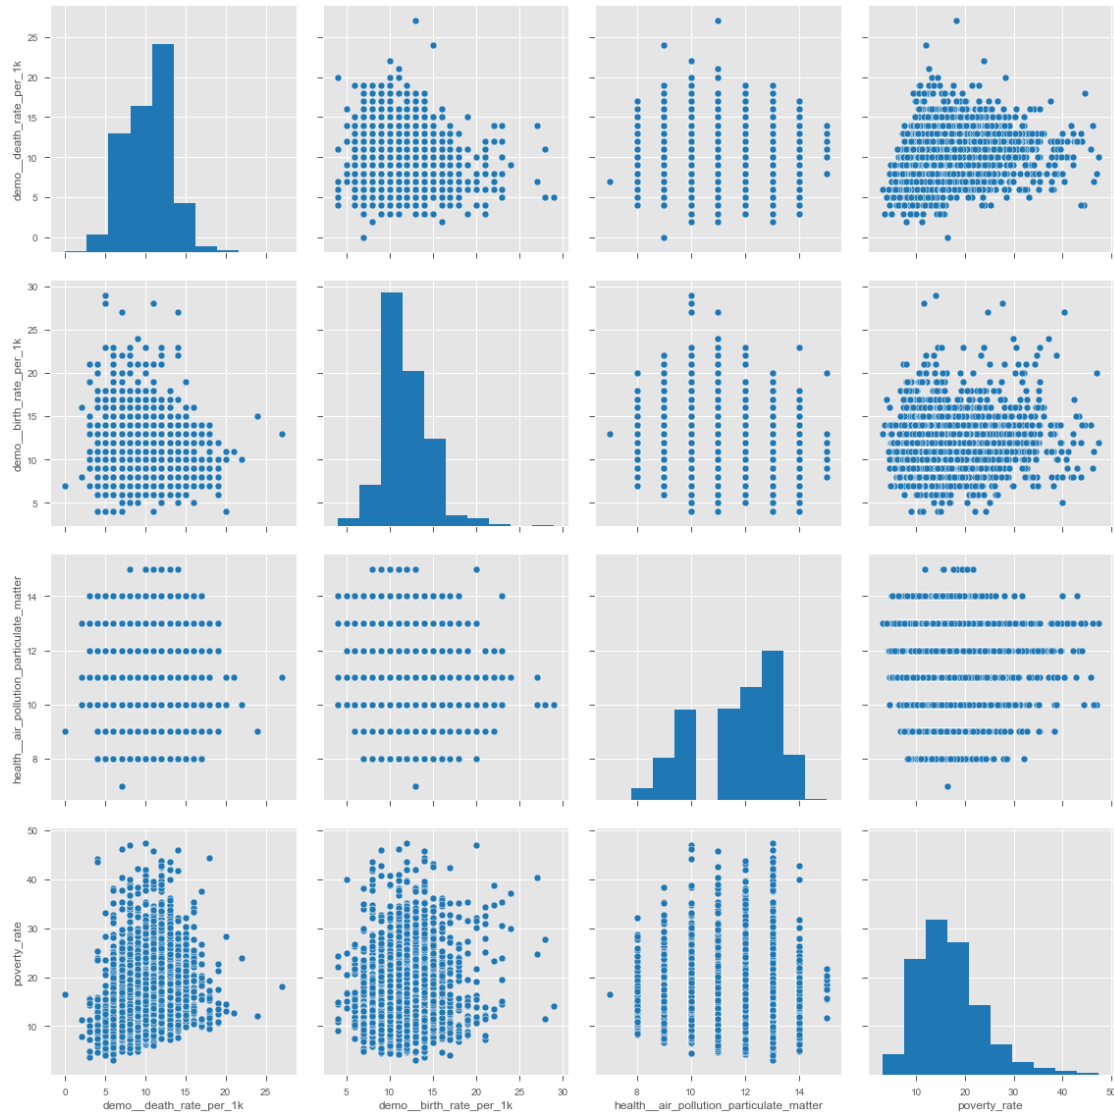 demo__death_rate_per_1k
25
20
15
10
5
0
demo__birth_rate_per_1k
30
25
20
15
10
5
health__air_pollution_particulate_matter
14
12
10
8
poverty_rate
50
40
30
20
10
0 5 10 15 20 25
demo__death_rate_per_1k
5 10 15 20 25 30
demo__birth_rate_per_1k
8 10 12 14
health__air_pollution_particulate_matter
10 20 30 40 50
poverty_rate